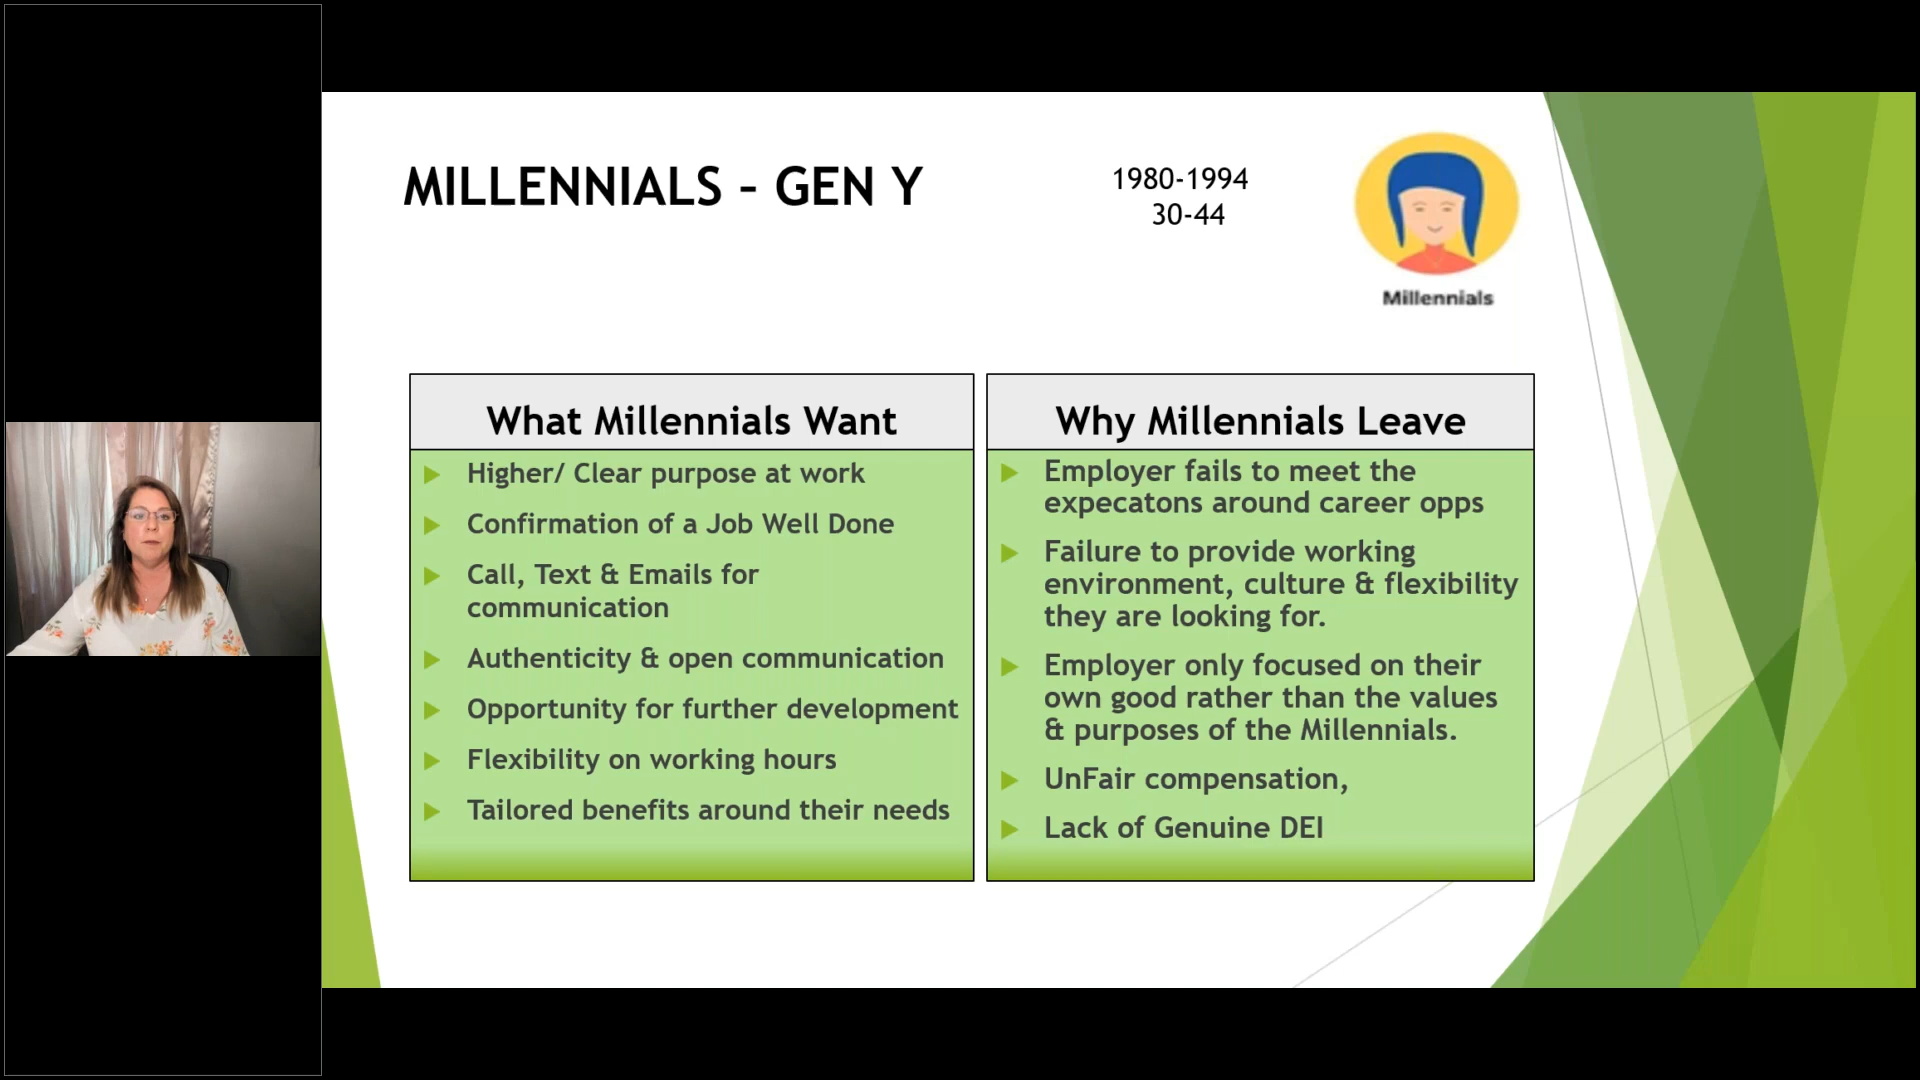 MILLENNIALS – GEN Y
1980-1994
30-44
Millennials
What Millennials Want
Higher/ Clear purpose at work
Confirmation of a Job Well Done
Call, Text & Emails for
communication
Authenticity & open communication
Opportunity for further development
Flexibility on working hours
Tailored benefits around their needs
Why Millennials Leave
Employer fails to meet the
expecatons around career opps
Failure to provide working
environment, culture & flexibility
they are looking for.
Employer only focused on their
own good rather than the values
& purposes of the Millennials.
UnFair compensation,
Lack of Genuine DEI